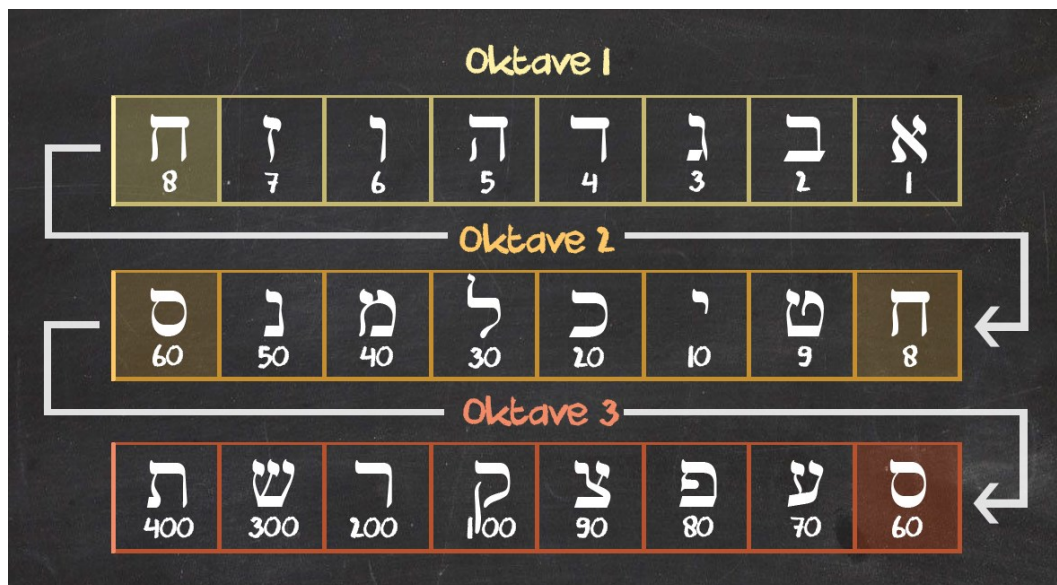 Oktave 1
א ב ג ד ה ו ז ח
1 2 3 4 5 6 7 8
Oktave 2
ח ט י כ ל מ נ ס
8 9 10 20 30 40 50 60
Oktave 3
ס ע פ צ ק ר ש ת
60 70 80 90 100 200 300 400